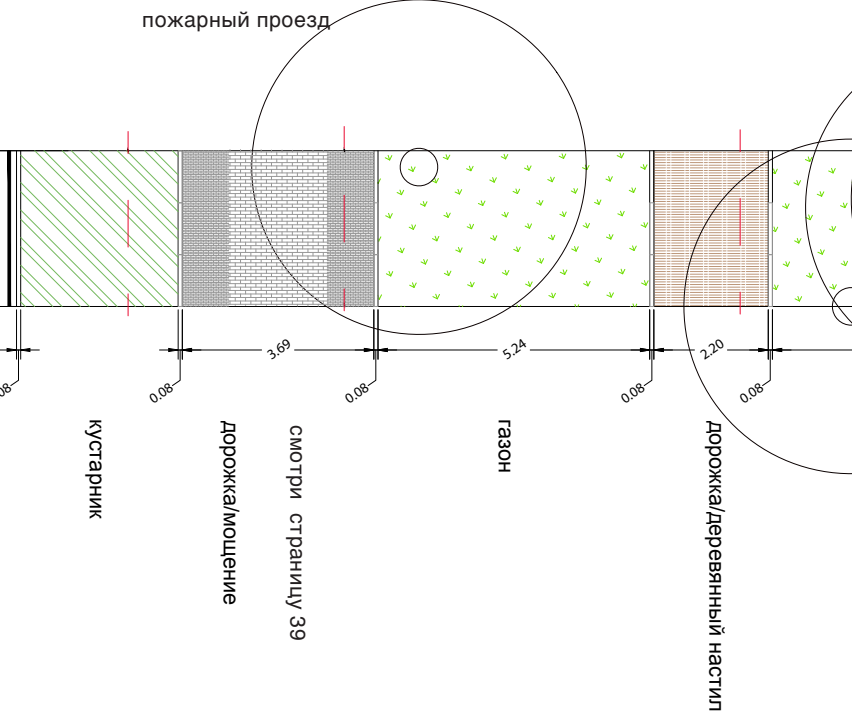 пожарный проезд
3.69
5.24
2.20
0.08
0.08
0.08
0.08
0.08
кустарник
дорожка/мощение
смотри страницу 39
газон
дорожка/деревянный настил